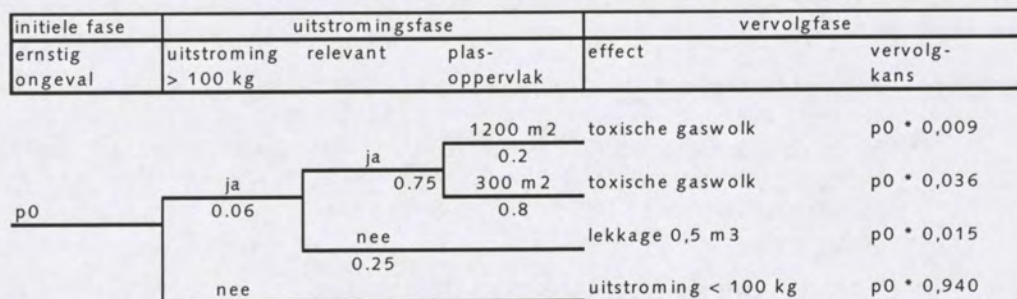 initiele fase uitstromingsfase vervolgfase
ernstig uitstroming relevant plas- effect vervolg-
ongeval > 100 kg oppervlak kans
1200 m2 toxische gaswolk p0 * 0,009
ja 0.2
ja 0.75 300 m2 toxische gaswolk p0 * 0,036
p0 0.06 0.8
nee lekkage 0,5 m3 p0 * 0,015
0.25
nee uitstroming < 100 kg p0 * 0,940